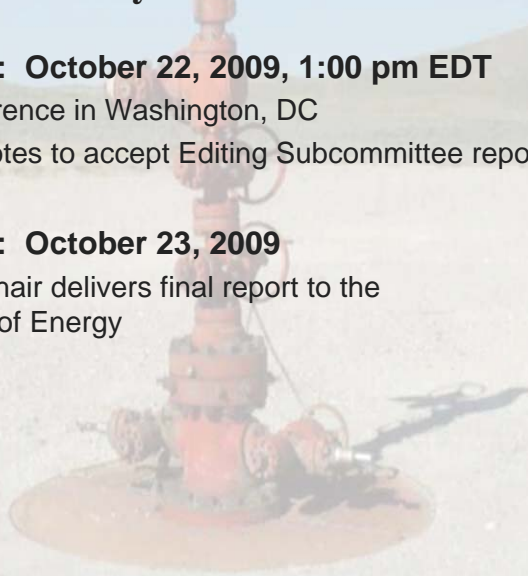 : October 22, 2009, 1:00 pm EDT
rence in Washington, DC
otes to accept Editing Subcommittee repo
: October 23, 2009
hair delivers final report to the
of Energy